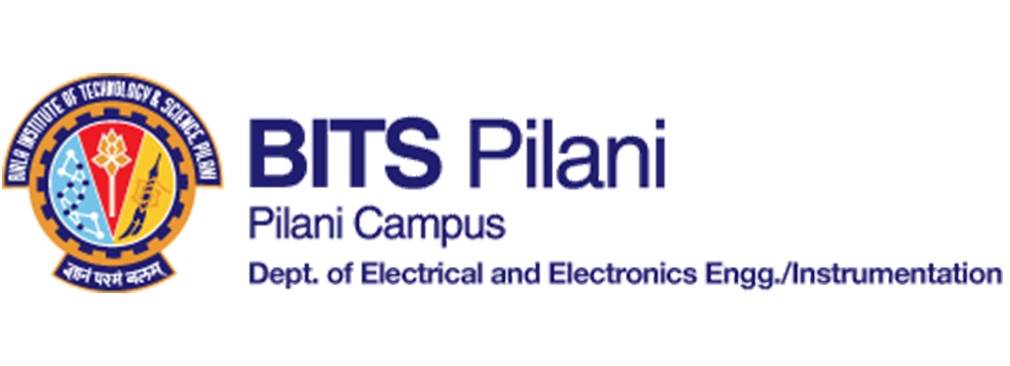 BIRLA INSTITUTE OF TECHNOLOGY & SCIENCE, PILANI
ज्ञानं परमं बलम्
BITS Pilani
Pilani Campus
Dept. of Electrical and Electronics Engg./Instrumentation